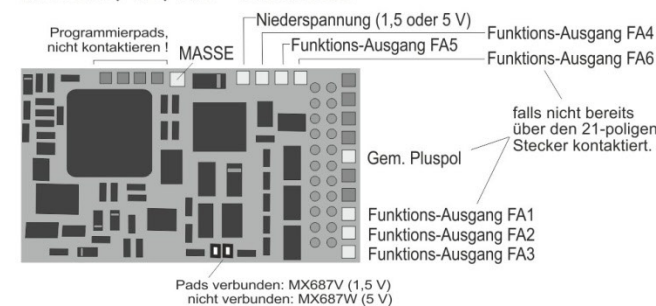 Niederspannung (1,5 oder 5 V)
Programmierpads,
nicht kontaktieren !
MASSE
Funktions-Ausgang FA5
Funktions-Ausgang FA4
Funktions-Ausgang FA6
falls nicht bereits
über den 21-poligen
Stecker kontaktiert.
Gem. Pluspol
Funktions-Ausgang FA1
Funktions-Ausgang FA2
Funktions-Ausgang FA3
Pads verbunden: MX687V (1,5 V)
nicht verbunden: MX687W (5 V)